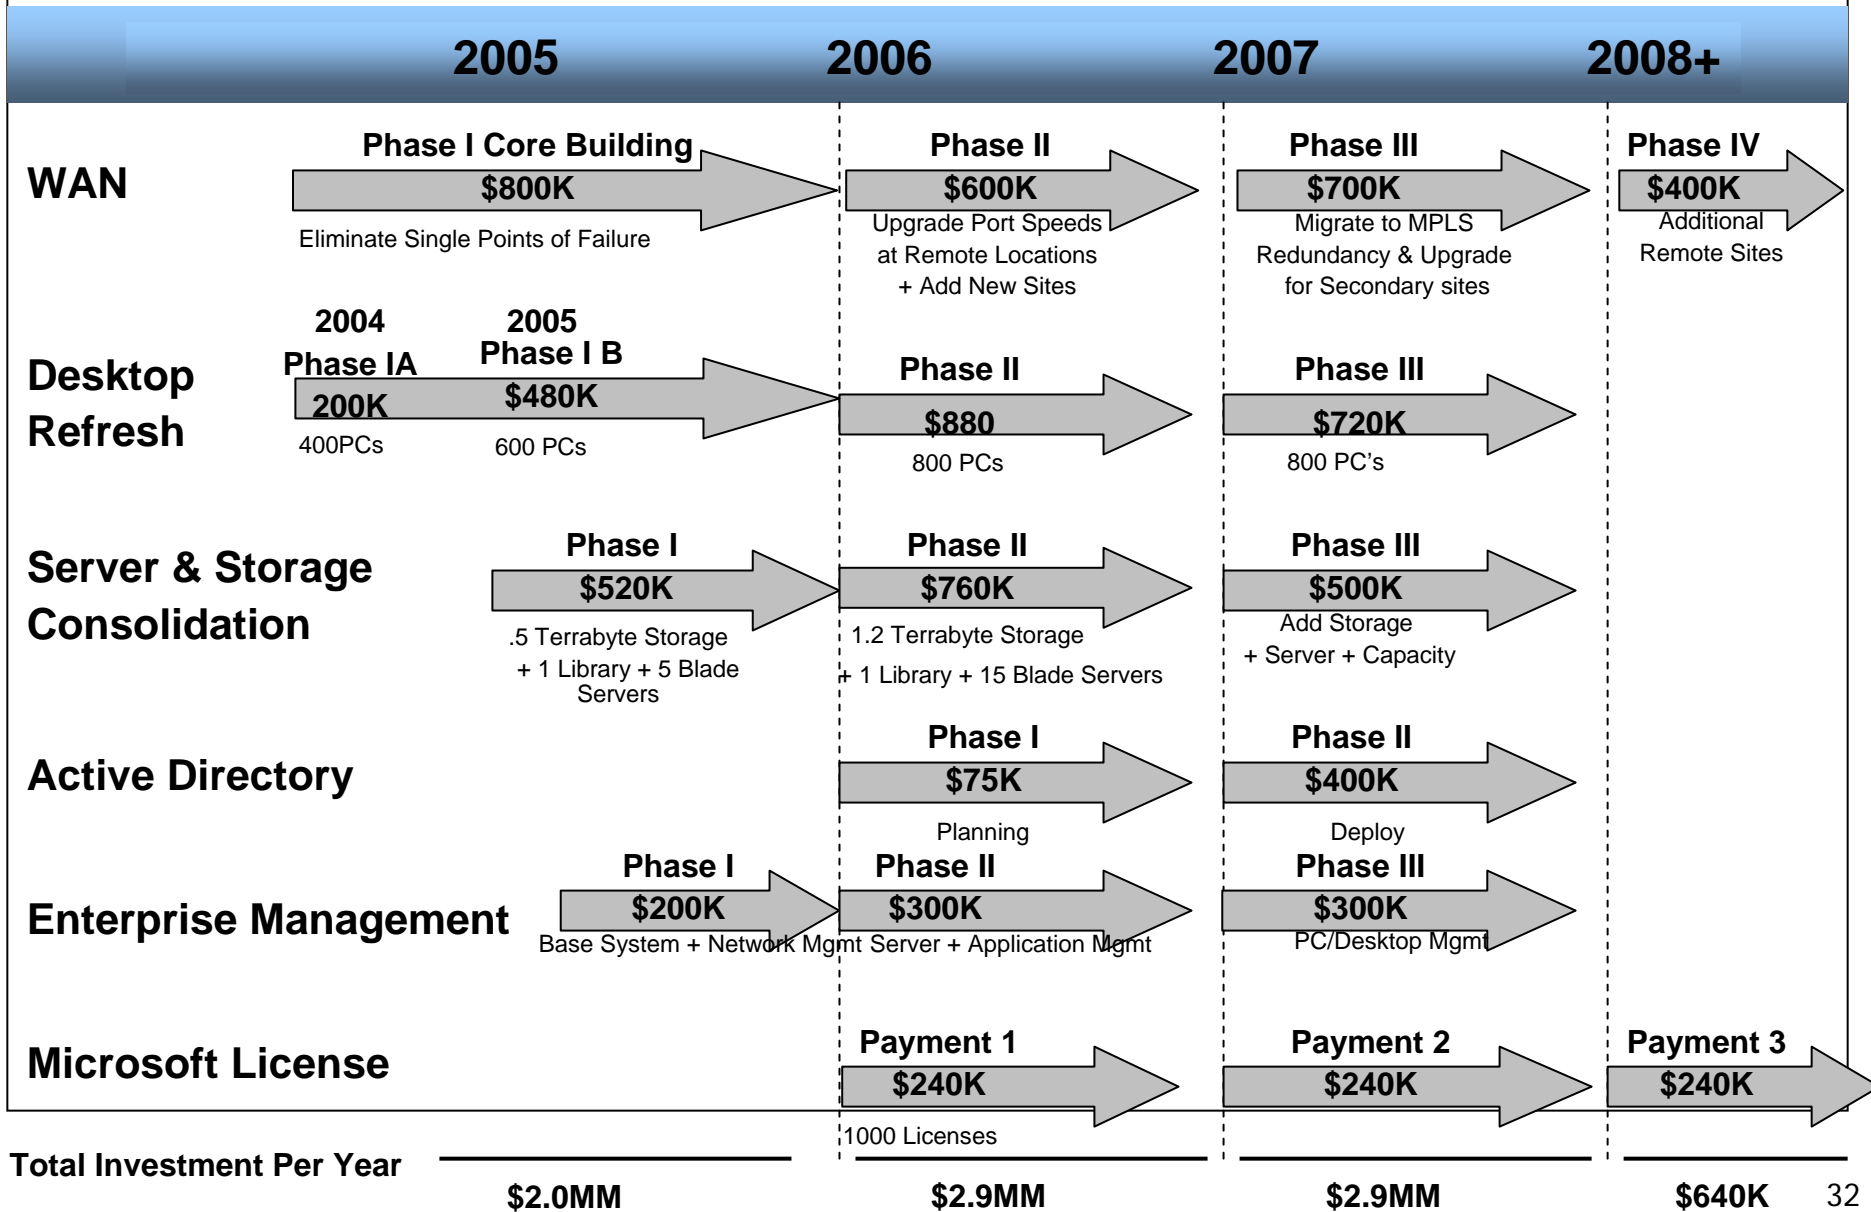 2005 2006 2007 2008+
WAN
Phase I Core Building
$800K
Eliminate Single Points of Failure
Phase II
$600K
Upgrade Port Speeds
at Remote Locations
+ Add New Sites
Phase III
$700K
Migrate to MPLS
Redundancy & Upgrade
for Secondary sites
Phase IV
$400K
Additional
Remote Sites
Desktop
Refresh
2004
Phase IA
200K
400PCs
2005
Phase I B
$480K
600 PCs
Phase II
$880
800 PCs
Phase III
$720K
800 PC’s
Server & Storage
Consolidation
Phase I
$520K
.5 Terrabyte Storage
+ 1 Library + 5 Blade
Servers
Phase II
$760K
1.2 Terrabyte Storage
+ 1 Library + 15 Blade Servers
Phase III
$500K
Add Storage
+ Server + Capacity
Active Directory
Phase I
$75K
Planning
Phase II
$400K
Deploy
Enterprise Management
Phase I
$200K
Phase II
$300K
Base System + Network Mgmt Server + Application Mgmt
Phase III
$300K
PC/Desktop Mgmt
Microsoft License
Payment 1
$240K
1000 Licenses
Payment 2
$240K
Payment 3
$240K
Total Investment Per Year
$2.0MM $2.9MM $2.9MM $640K
32